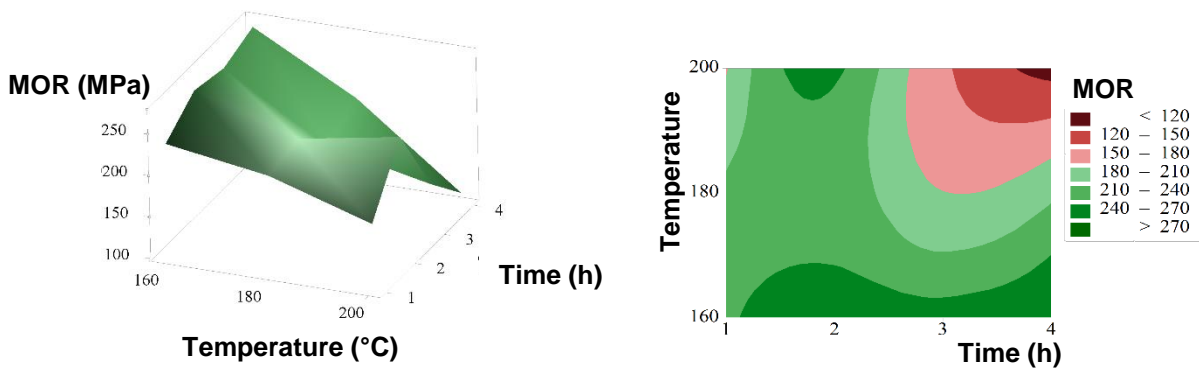 MOR (MPa)
250
200
150
100
160
180
200
1
2
3
4
Time (h)
Temperature (°C)
200
180
160
Temperature
1
2
3
4
Time (h)
MOR
< 120
120 – 150
150 – 180
180 – 210
210 – 240
240 – 270
> 270